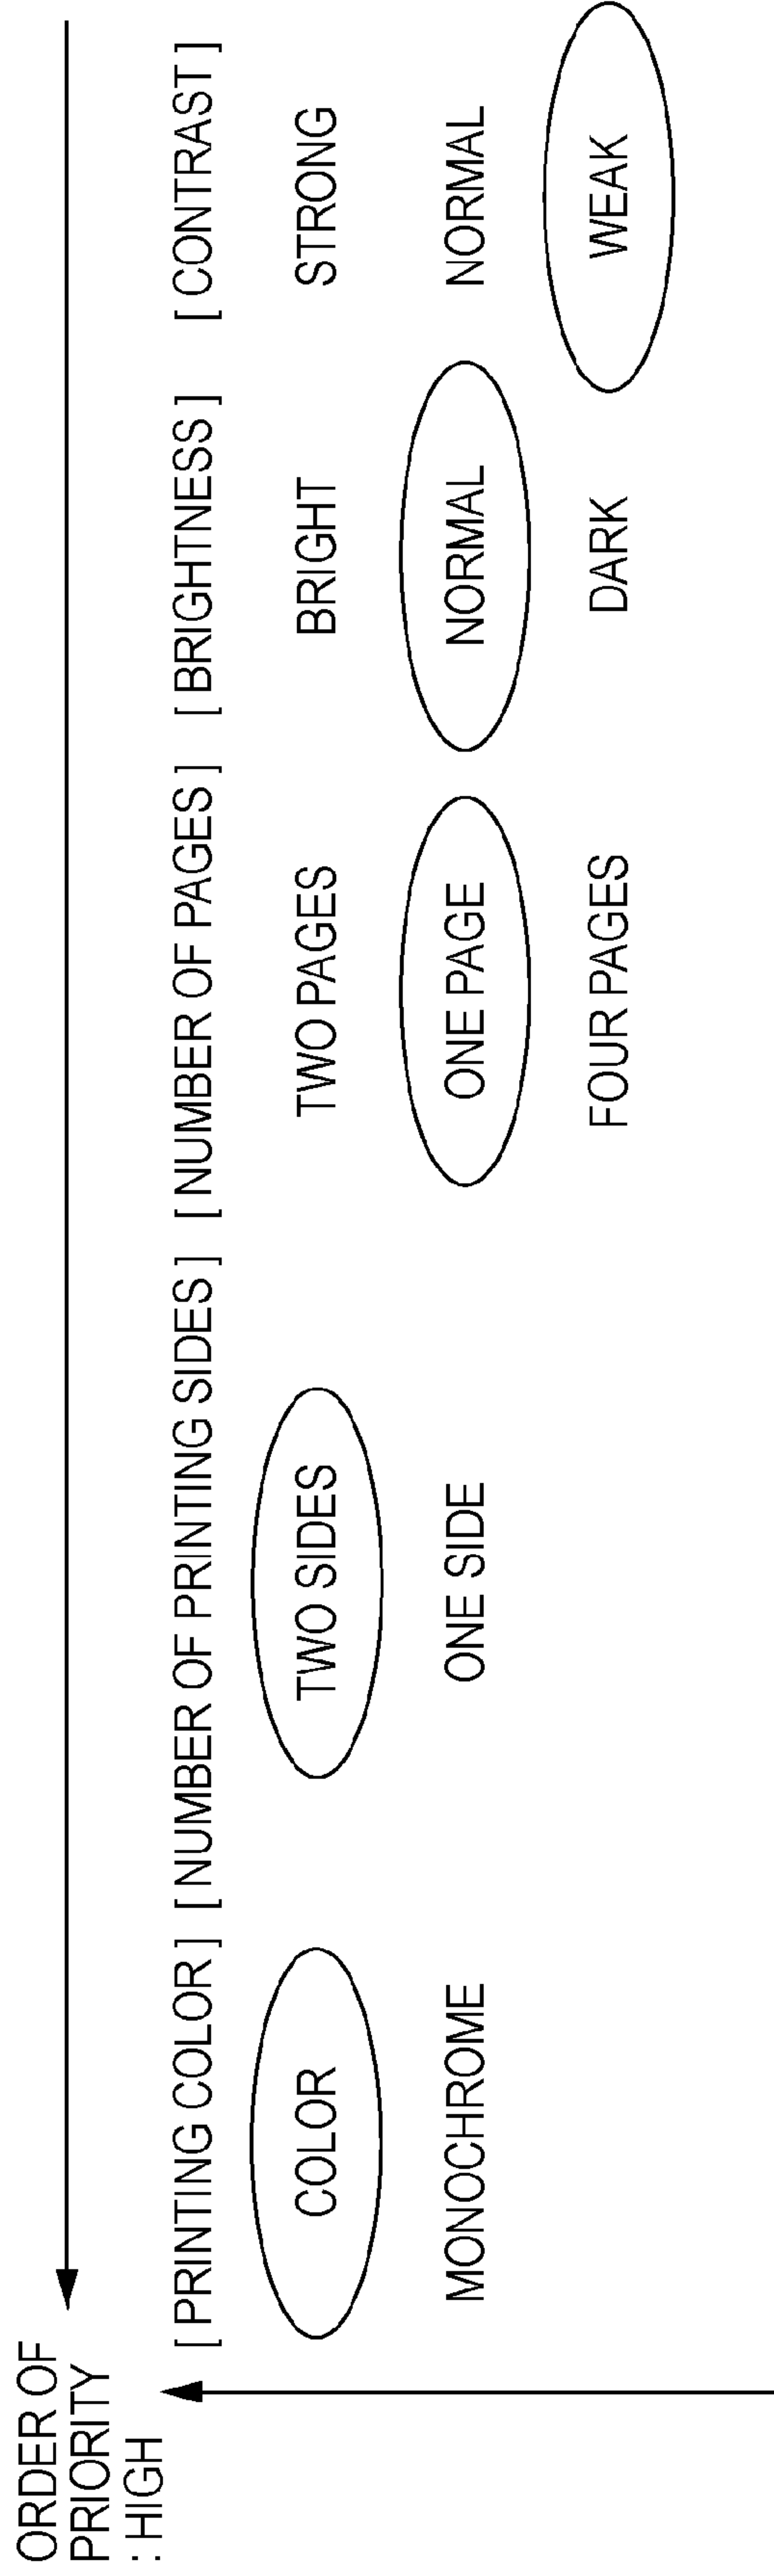 ORDER OF
PRIORITY
: HIGH
[ PRINTING COLOR ] [ NUMBER OF PRINTING SIDES ] [ NUMBER OF PAGES ] [ BRIGHTNESS ] [ CONTRAST ]
COLOR TWO SIDES TWO PAGES BRIGHT STRONG
MONOCHROME ONE SIDE ONE PAGE NORMAL NORMAL
FOUR PAGES DARK WEAK